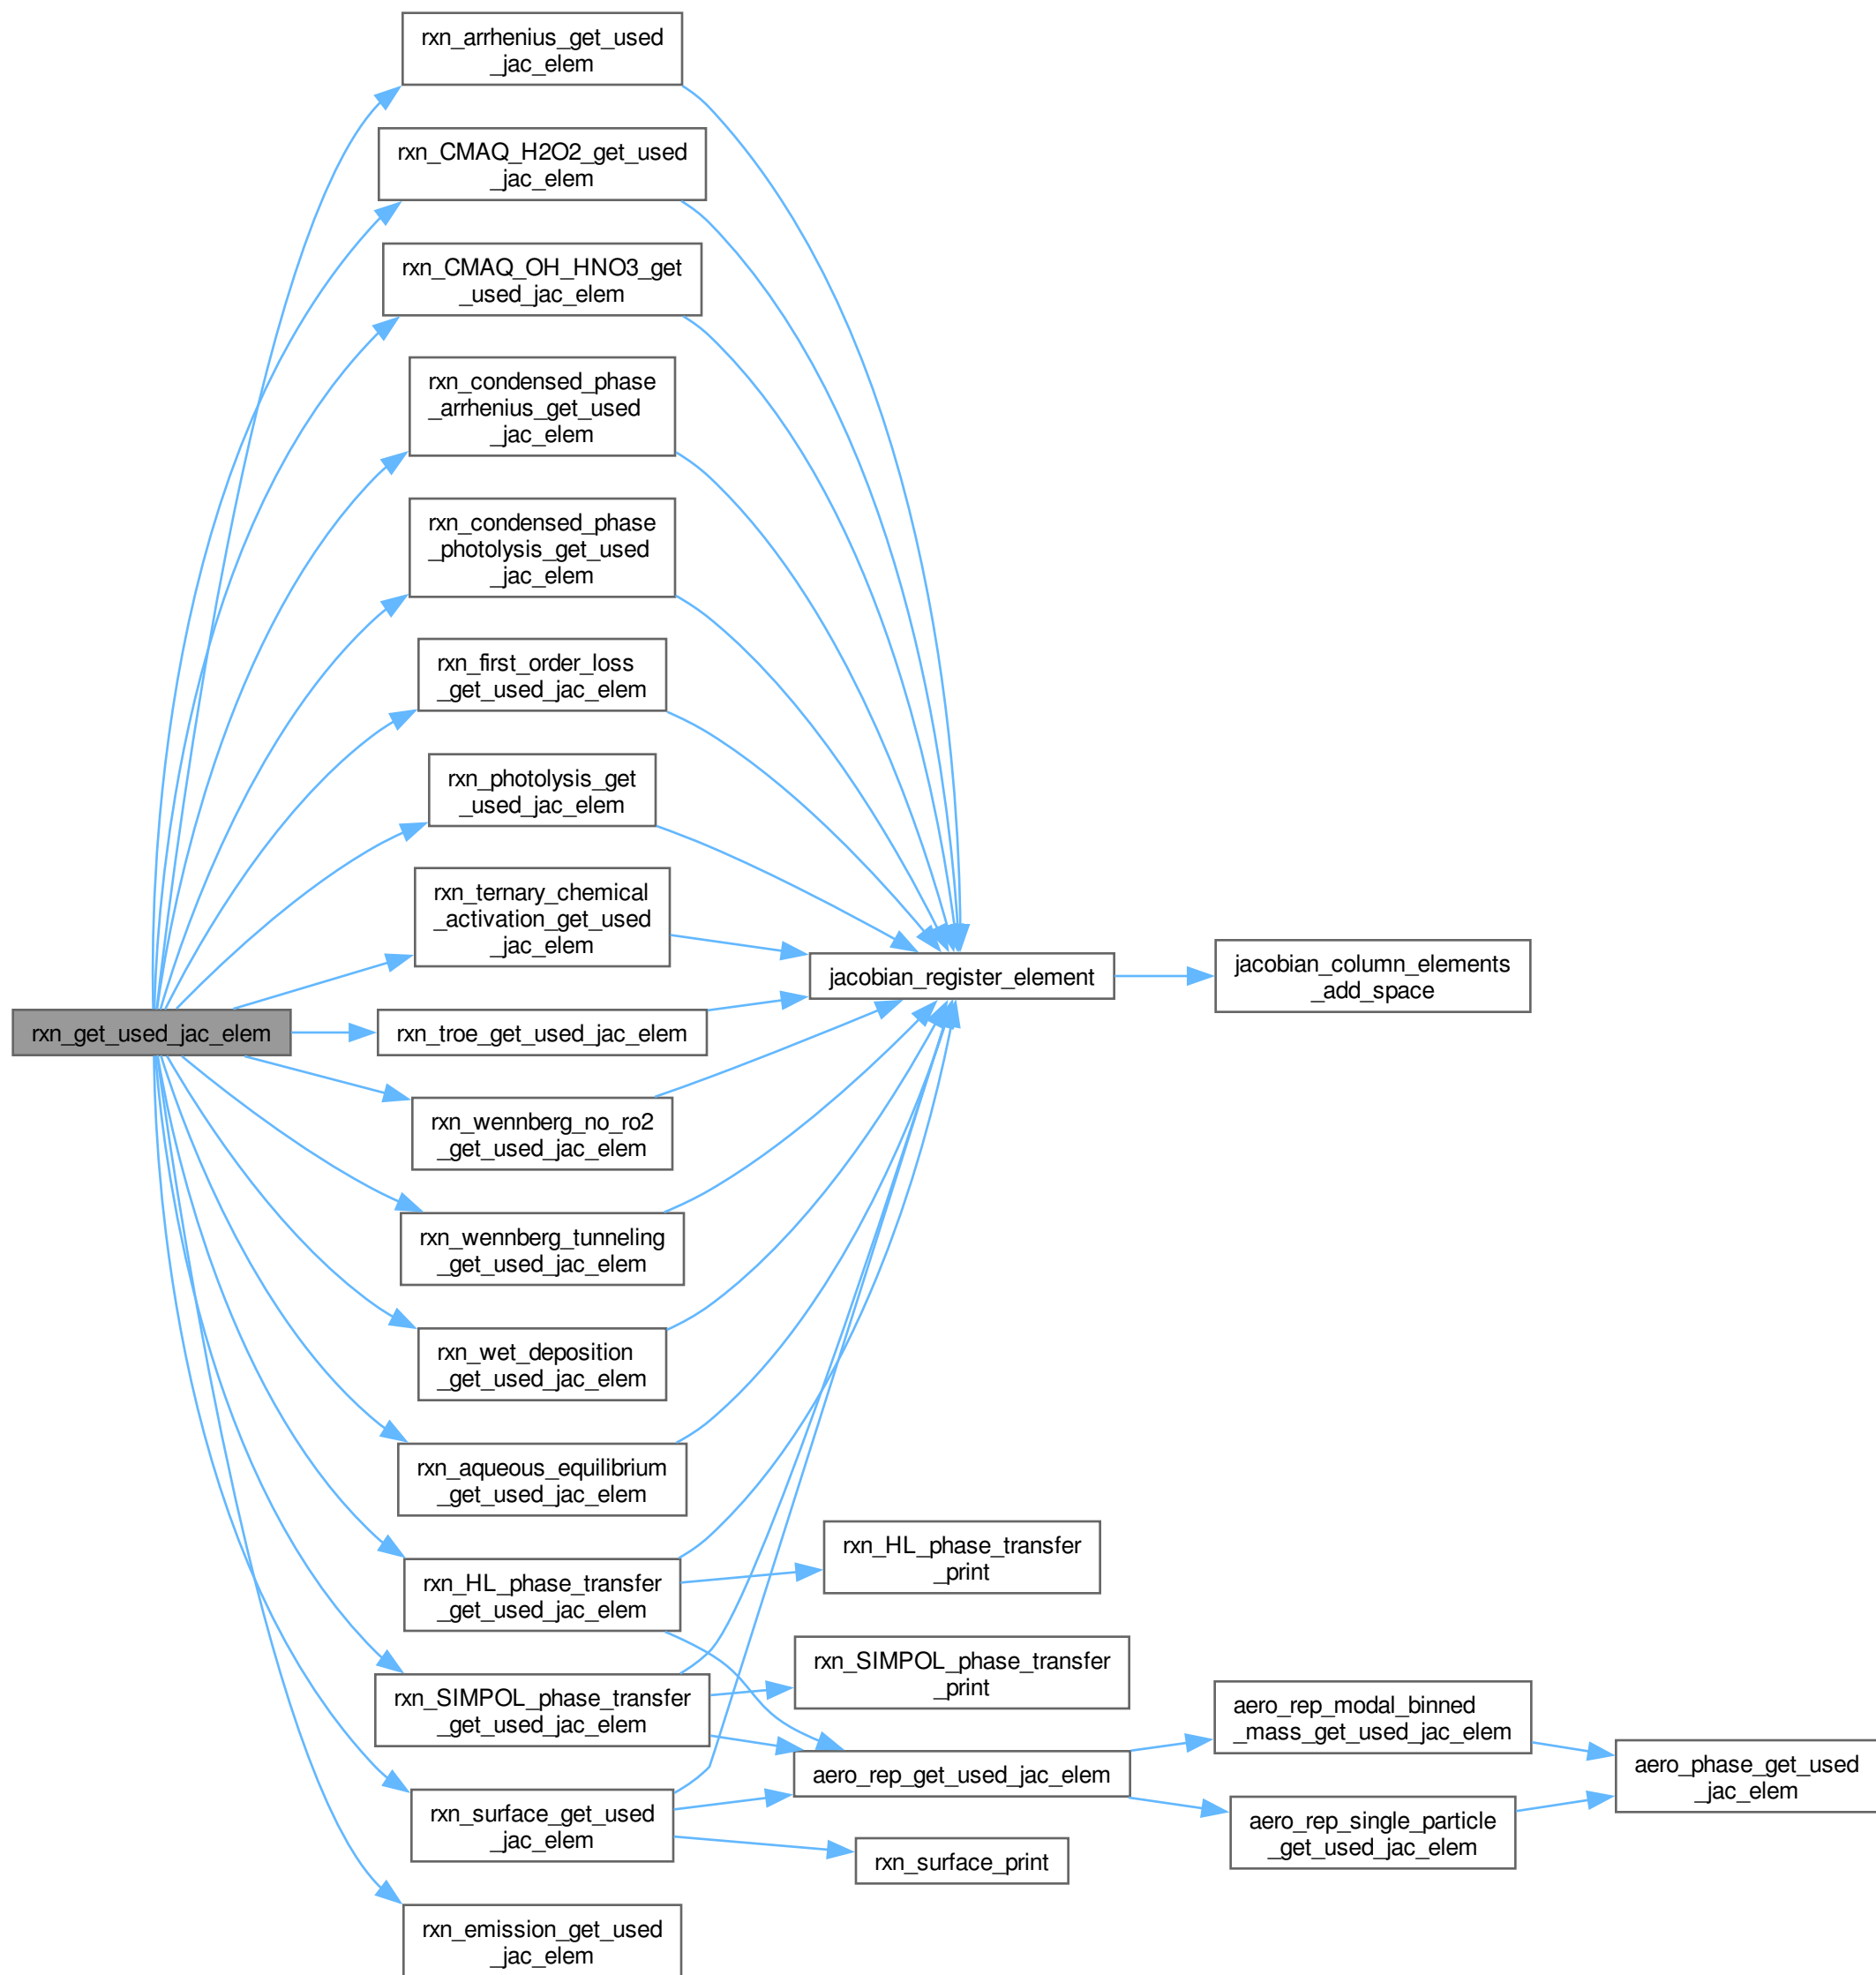 rxn_arrhenius_get_used
_jac_elem
rxn_CMAQ_H2O2_get_used
_jac_elem
rxn_CMAQ_OH_HNO3_get
_used_jac_elem
rxn_condensed_phase
_arrhenius_get_used
_jac_elem
rxn_condensed_phase
_photolysis_get_used
_jac_elem
rxn_first_order_loss
_get_used_jac_elem
rxn_photolysis_get
_used_jac_elem
rxn_ternary_chemical
_activation_get_used
_jac_elem
jacobian_register_element
jacobian_column_elements
_add_space
rxn_get_used_jac_elem
rxn_troe_get_used_jac_elem
rxn_wennberg_no_ro2
_get_used_jac_elem
rxn_wennberg_tunneling
_get_used_jac_elem
rxn_wet_deposition
_get_used_jac_elem
rxn_aqueous_equilibrium
_get_used_jac_elem
rxn_HL_phase_transfer
_get_used_jac_elem
rxn_HL_phase_transfer
_print
rxn_SIMPOL_phase_transfer
_get_used_jac_elem
rxn_SIMPOL_phase_transfer
_print
aero_rep_get_used_jac_elem
aero_rep_modal_binned
_mass_get_used_jac_elem
aero_rep_single_particle
_get_used_jac_elem
aero_phase_get_used
_jac_elem
rxn_surface_get_used
_jac_elem
rxn_surface_print
rxn_emission_get_used
_jac_elem